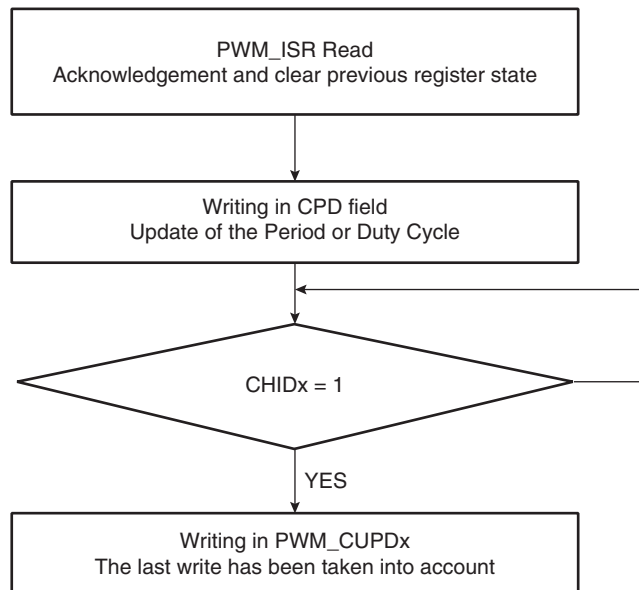 PWM_ISR Read
Acknowledgement and clear previous register state
Writing in CPD field
Update of the Period or Duty Cycle
CHIDx = 1
YES
Writing in PWM_CUPDx
The last write has been taken into account